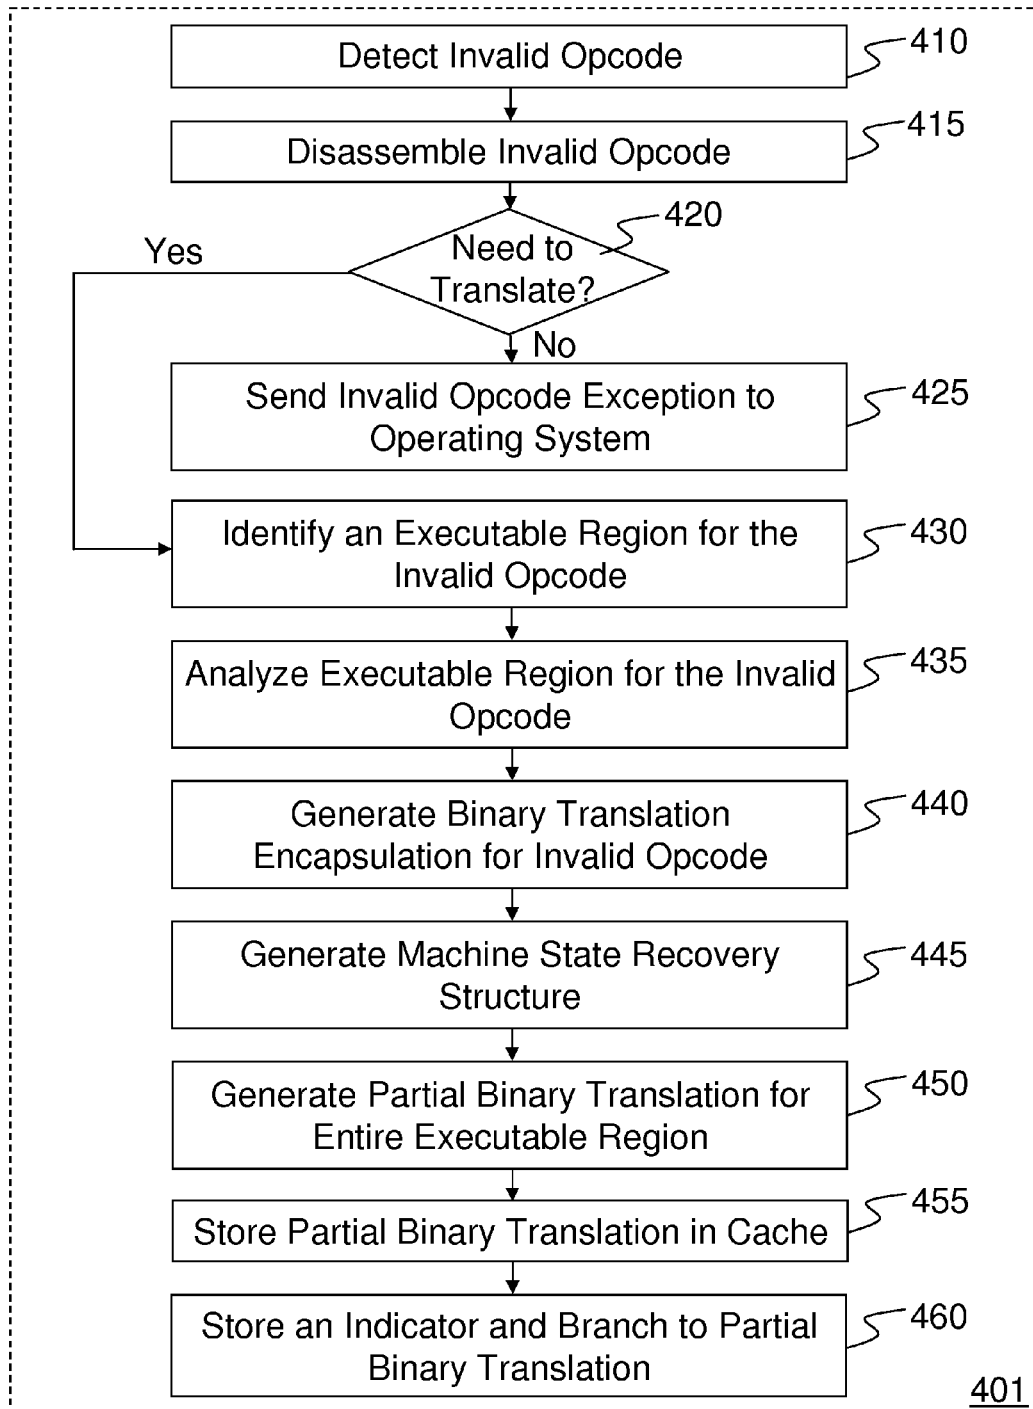 Detect Invalid Opcode
410
Disassemble Invalid Opcode
415
420
Need to
Translate?
Yes
No
Send Invalid Opcode Exception to
Operating System
425
Identify an Executable Region for the
Invalid Opcode
430
Analyze Executable Region for the Invalid
Opcode
435
Generate Binary Translation
Encapsulation for Invalid Opcode
440
Generate Machine State Recovery
Structure
445
Generate Partial Binary Translation for
Entire Executable Region
450
Store Partial Binary Translation in Cache
455
Store an Indicator and Branch to Partial
Binary Translation
460
401